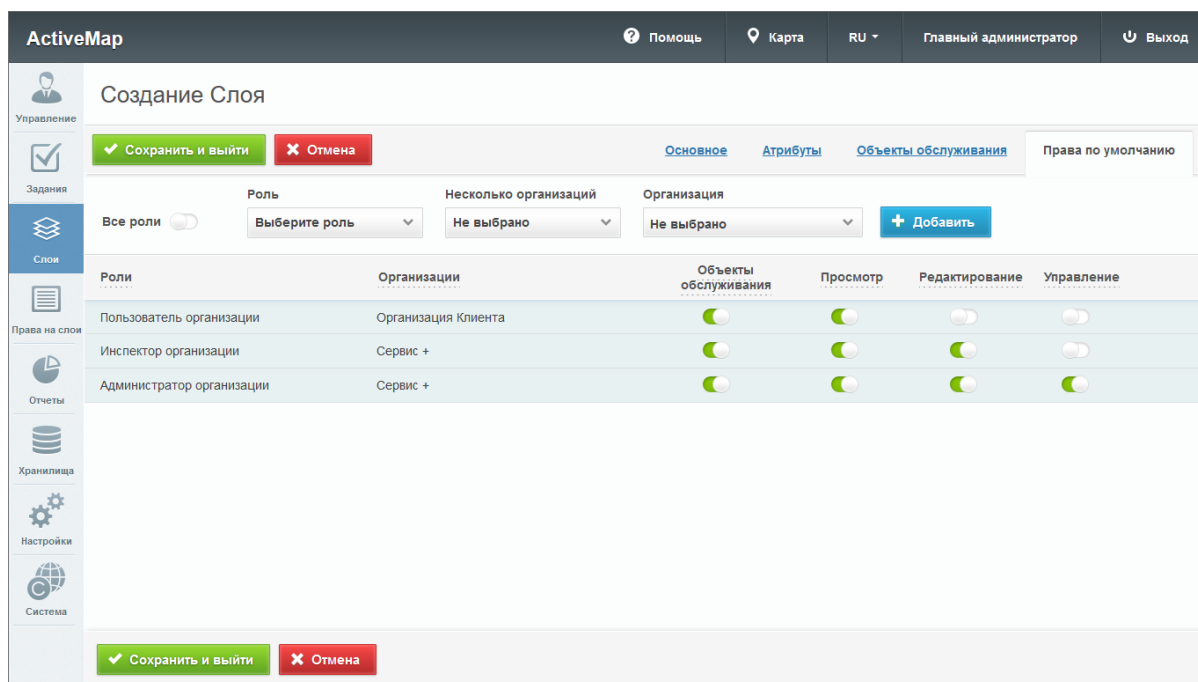 ActiveMap
Помощь
Карта
RU
Главный администратор
Выход
Управление
Задания
Слои
Права на слои
Отчеты
Хранилища
Настройки
Система
Создание Слоя
Сохранить и выйти
Отмена
Основное
Атрибуты
Объекты обслуживания
Права по умолчанию
Все роли
Роль
Выберите роль
Несколько организаций
Не выбрано
Организация
Не выбрано
Добавить
Роли
Организации
Объекты
обслуживания
Просмотр
Редактирование
Управление
Пользователь организации
Организация Клиента
Инспектор организации
Сервис +
Администратор организации
Сервис +
Сохранить и выйти
Отмена